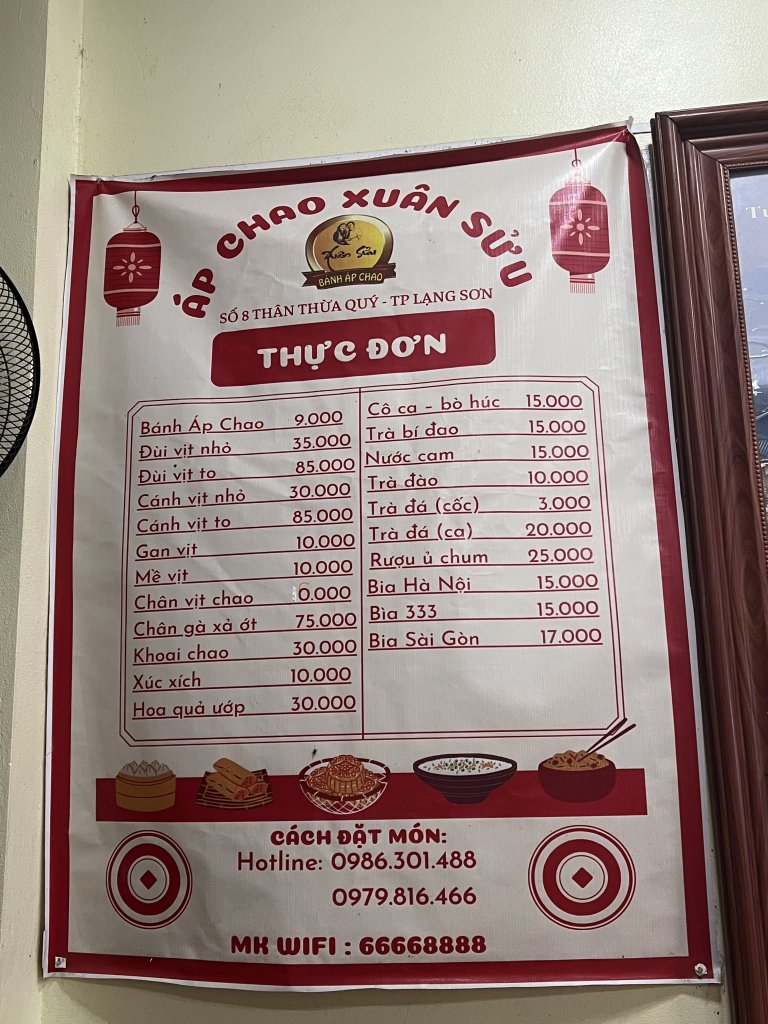 ÁP CHAO XUÂN SỬU
Xuân Sửu
BÁNH ÁP CHAO
SỐ 8 THÂN THỪA QUÝ - TP LẠNG SƠN
THỰC ĐƠN
Bánh Áp Chao 9.000
Đùi vịt nhỏ 35.000
Đùi vịt to 85.000
Cánh vịt nhỏ 30.000
Cánh vịt to 85.000
Gan vịt 10.000
Mề vịt 10.000
Chân vịt chao 6.000
Chân gà xả ớt 75.000
Khoai chao 30.000
Xúc xích 10.000
Hoa quả ướp 30.000
Cô ca - bò húc 15.000
Trà bí đao 15.000
Nước cam 15.000
Trà đào 10.000
Trà đá (cốc) 3.000
Trà đá (ca) 20.000
Rượu ủ chum 25.000
Bia Hà Nội 15.000
Bìa 333 15.000
Bia Sài Gòn 17.000
CÁCH ĐẶT MÓN:
Hotline: 0986.301.488
0979.816.466
MK WIFI : 66668888